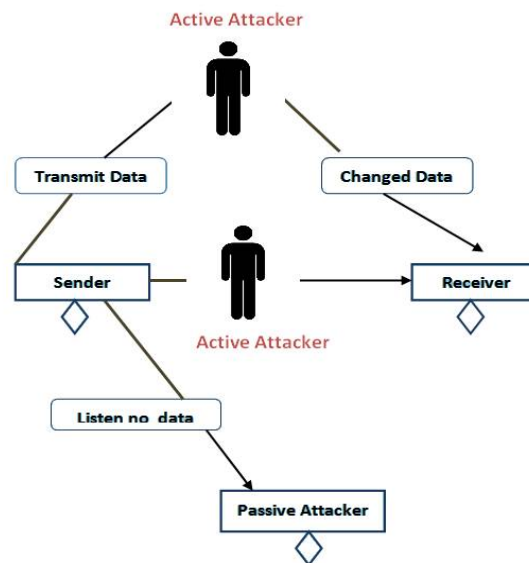 Active Attacker
Transmit Data
Changed Data
Sender
Receiver
Active Attacker
Listen no data
Passive Attacker